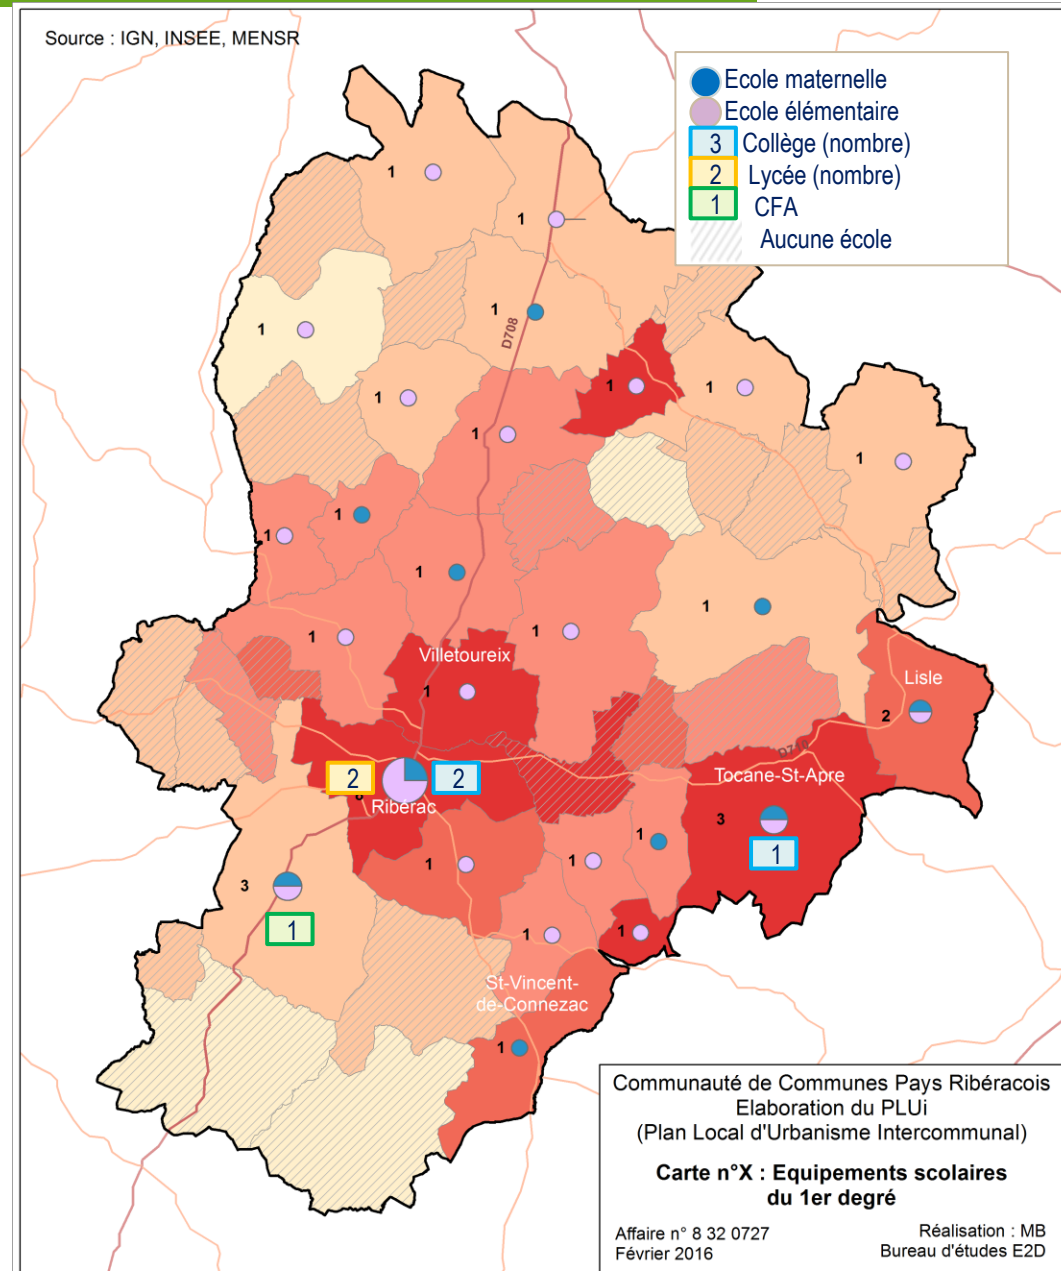 Source : IGN, INSEE, MENSR
Ecole maternelle
Ecole élémentaire
3 Collège (nombre)
2 Lycée (nombre)
1 CFA
Aucune école
1
1
1
1
D708
1
1
1
1
1
1
1
1
1
1
1
Villetoureix
1
Lisle
2
2
2
Ribérac
D710
Tocane-St-Apre
3
1
1
1
1
3
1
1
1
St-Vincent-
de-Connezac
1
Communauté de Communes Pays Ribéracois
Elaboration du PLUi
(Plan Local d'Urbanisme Intercommunal)
Carte n°X : Equipements scolaires
du 1er degré
Affaire n° 8 32 0727
Réalisation : MB
Février 2016
Bureau d'études E2D